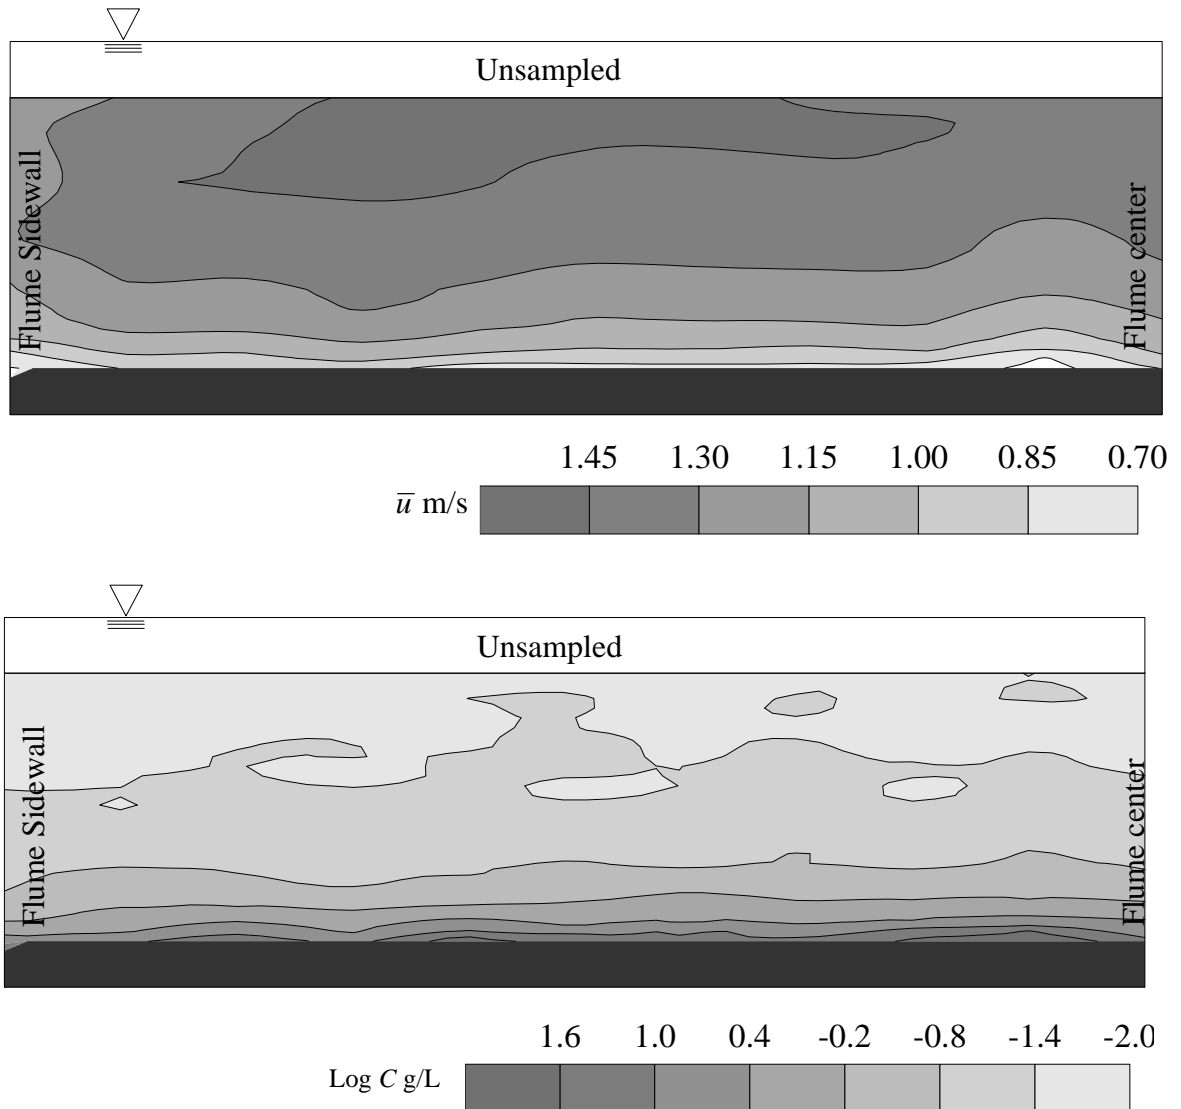 Unsampled
Flume Sidewall
Flume center
1.45 1.30 1.15 1.00 0.85 0.70
u̅ m/s
Unsampled
Flume Sidewall
Flume center
1.6 1.0 0.4 -0.2 -0.8 -1.4 -2.0
Log C g/L